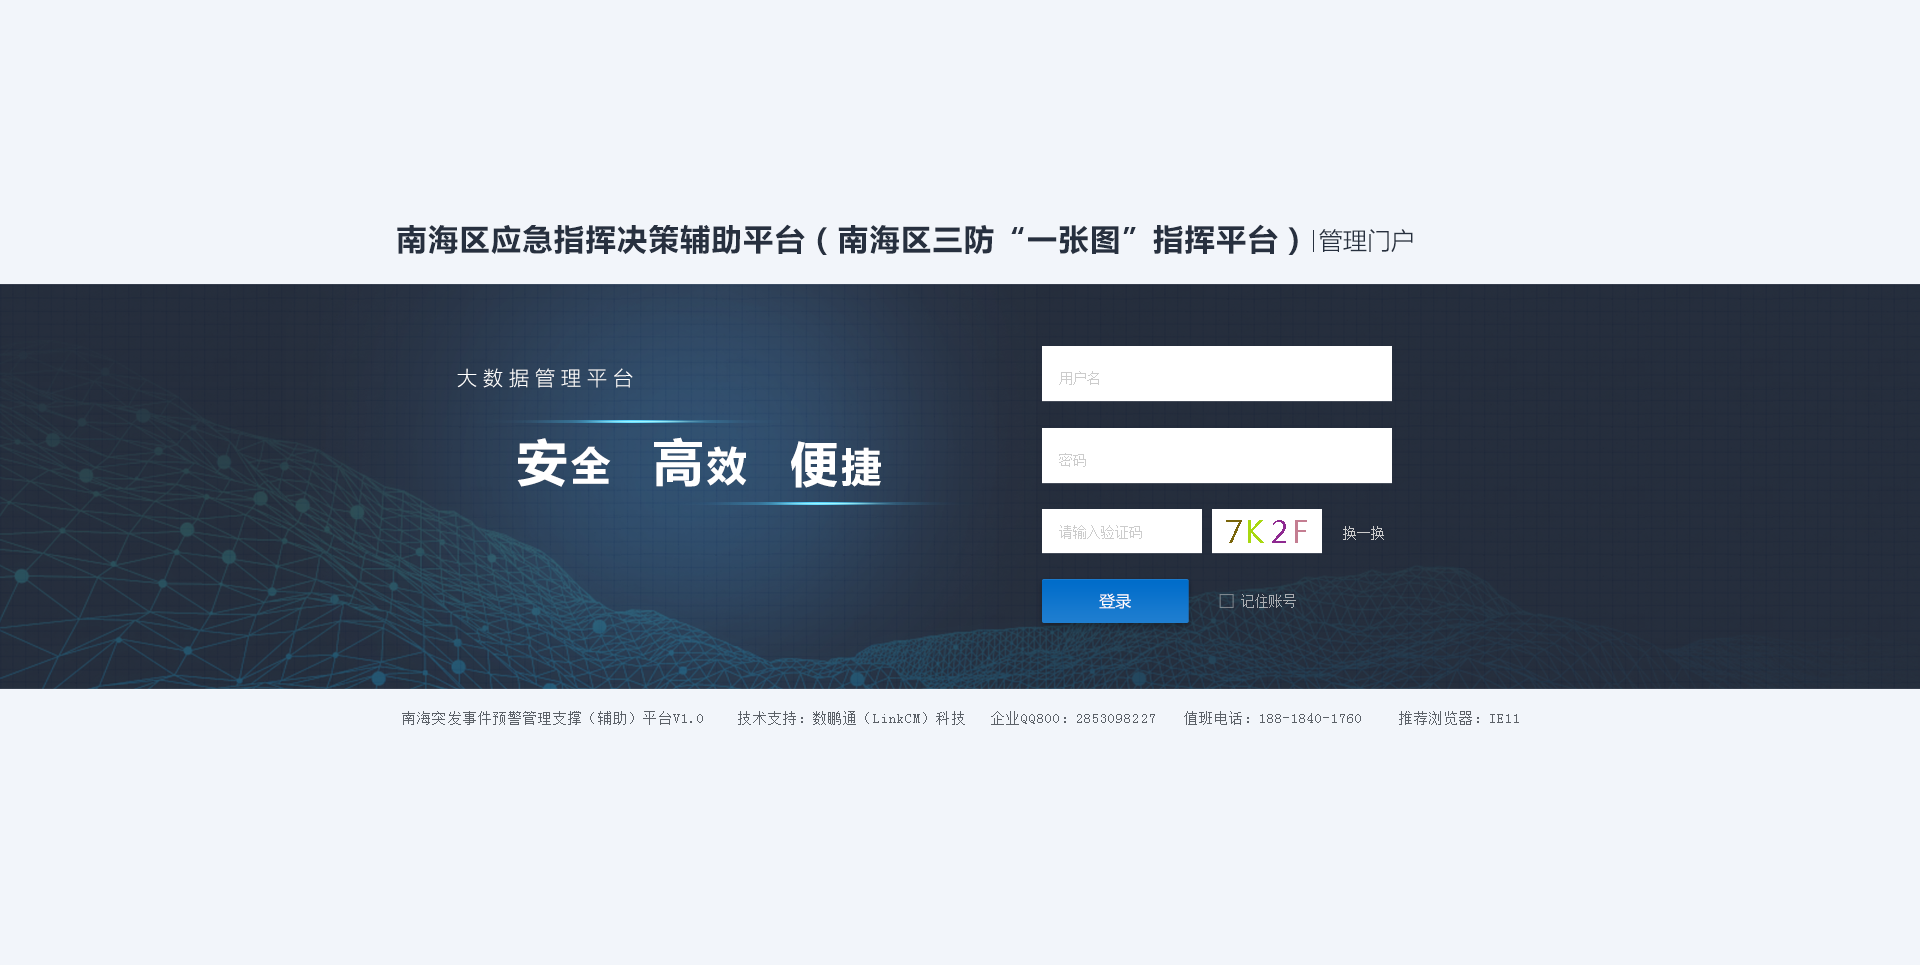 南海区应急指挥决策辅助平台（南海区三防“一张图”指挥平台）|管理门户
大数据管理平台
安全 高效 便捷
用户名
密码
请输入验证码 7K2F 换一换
登录 记住账号
南海突发事件预警管理支撑（辅助）平台V1.0 技术支持：数鹏通（LinkCM）科技 企业QQ800：2853098227 值班电话：188-1840-1760 推荐浏览器：IE11